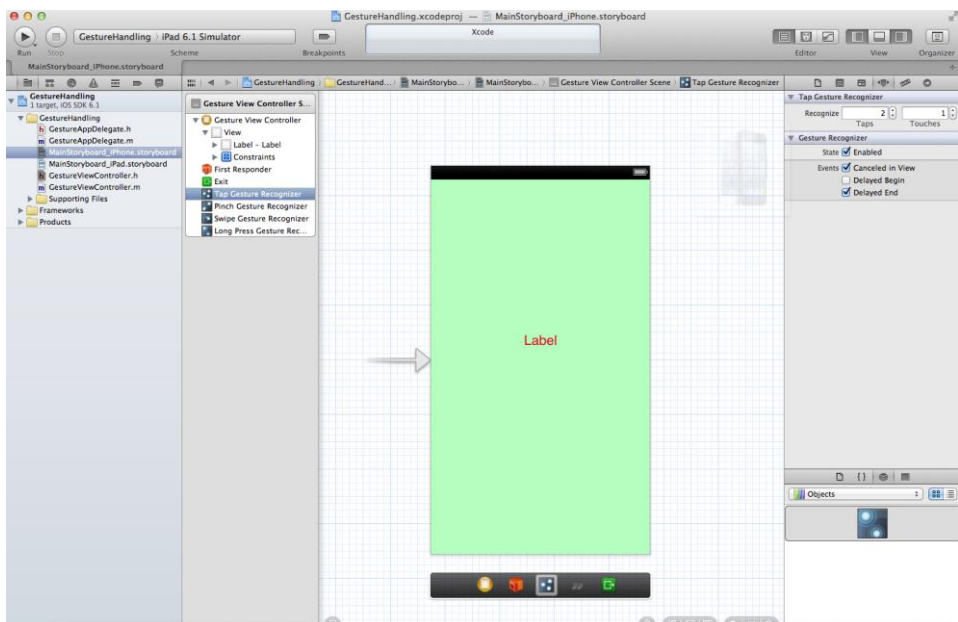 GestureHandling.xcodeproj — MainStoryboard_iPhone.storyboard
GestureHandling › iPad 6.1 Simulator
Xcode
Run Stop Scheme Breakpoints Editor View Organizer
MainStoryboard_iPhone.storyboard
GestureHandling › GestureHand... › MainStorybo... › MainStorybo... › Gesture View Controller Scene › Tap Gesture Recognizer
GestureHandling
1 target, iOS SDK 6.1
GestureHandling
GestureAppDelegate.h
GestureAppDelegate.m
MainStoryboard_iPhone.storyboard
MainStoryboard_iPad.storyboard
GestureViewController.h
GestureViewController.m
Supporting Files
Frameworks
Products
Gesture View Controller S...
Gesture View Controller
View
Label - Label
Constraints
First Responder
Exit
Tap Gesture Recognizer
Pinch Gesture Recognizer
Swipe Gesture Recognizer
Long Press Gesture Rec...
Label
Tap Gesture Recognizer
Recognize 2 1
Taps Touches
Gesture Recognizer
State Enabled
Events Canceled in View
Delayed Begin
Delayed End
Objects